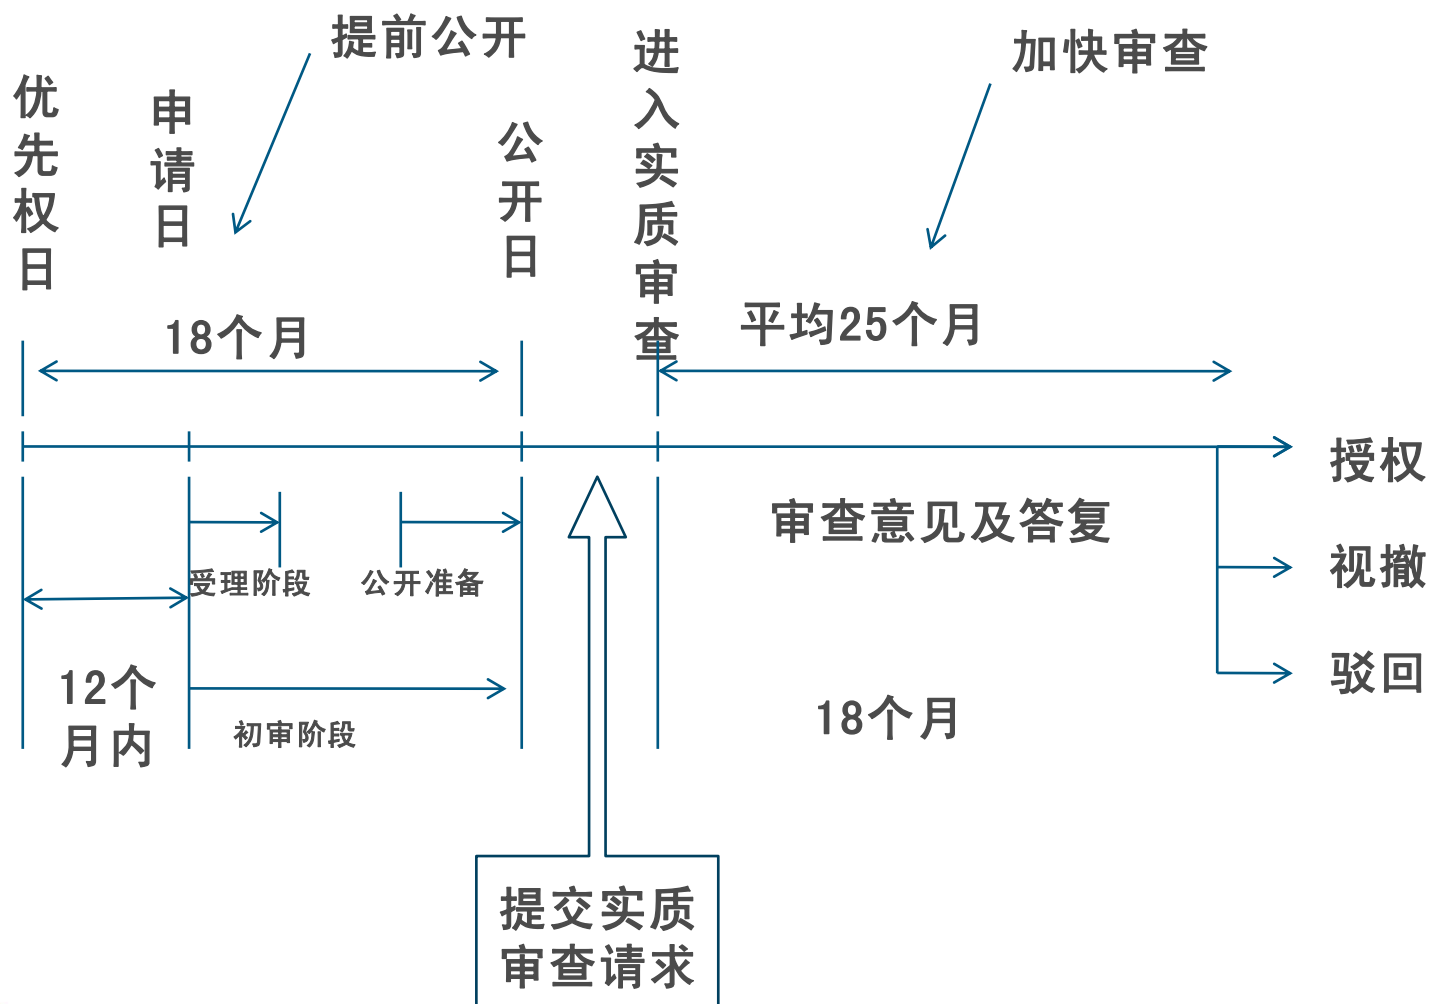 提前公开
加快审查
优先权日
申请日
公开日
进入实质审查
18个月
平均25个月
授权
审查意见及答复
视撤
受理阶段
公开准备
驳回
12个
月内
初审阶段
18个月
提交实质
审查请求